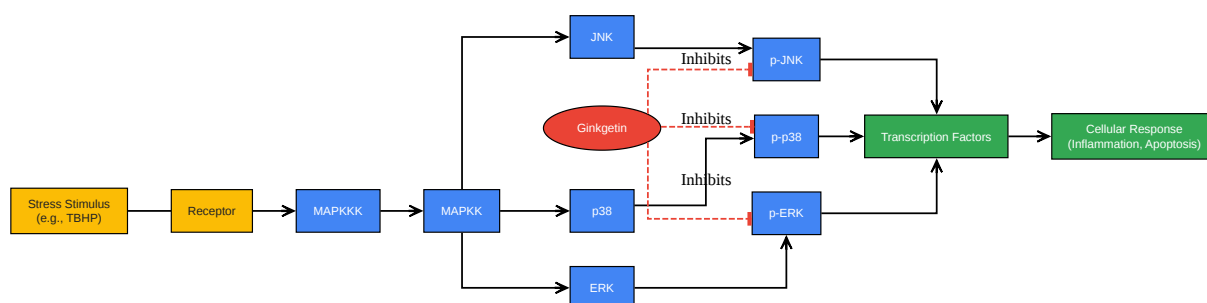 JNK
Inhibits
p-JNK
Ginkgetin
Inhibits
p-p38
Transcription Factors
Cellular Response
(Inflammation, Apoptosis)
Inhibits
Stress Stimulus
(e.g., TBHP)
Receptor
MAPKKK
MAPKK
p38
p-ERK
ERK